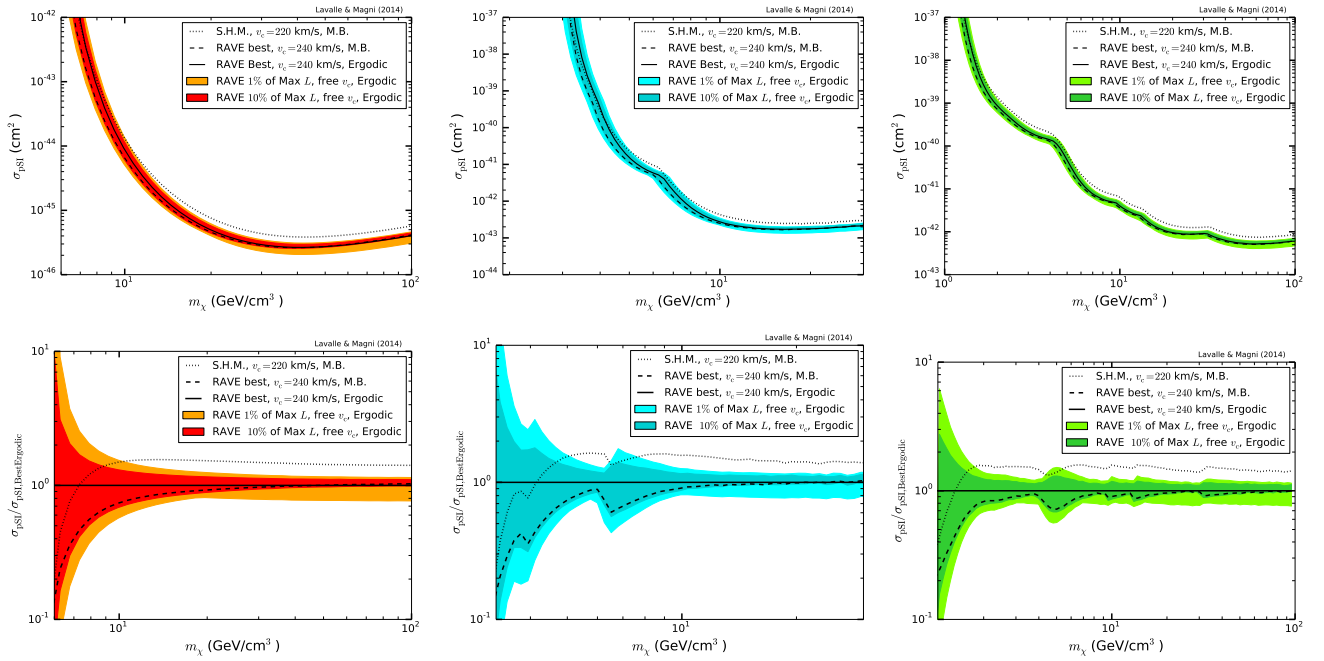 Lavalle & Magni (2014)
10^-42
10^-43
10^-44
10^-45
10^-46
σ_pSI (cm^2)
S.H.M., v_c=220 km/s, M.B.
RAVE best, v_c=240 km/s, M.B.
RAVE Best, v_c=240 km/s, Ergodic
RAVE 1% of Max L, free v_c, Ergodic
RAVE 10% of Max L, free v_c, Ergodic
10^1
10^2
m_χ (GeV/cm^3 )
Lavalle & Magni (2014)
10^-37
10^-38
10^-39
10^-40
10^-41
10^-42
10^-43
10^-44
σ_pSI (cm^2)
S.H.M., v_c=220 km/s, M.B.
RAVE best, v_c=240 km/s, M.B.
RAVE Best, v_c=240 km/s, Ergodic
RAVE 1% of Max L, free v_c, Ergodic
RAVE 10% of Max L, free v_c, Ergodic
10^1
m_χ (GeV/cm^3 )
Lavalle & Magni (2014)
10^-37
10^-38
10^-39
10^-40
10^-41
10^-42
10^-43
σ_pSI (cm^2)
S.H.M., v_c=220 km/s, M.B.
RAVE best, v_c=240 km/s, M.B.
RAVE Best, v_c=240 km/s, Ergodic
RAVE 1% of Max L, free v_c, Ergodic
RAVE 10% of Max L, free v_c, Ergodic
10^0
10^1
10^2
m_χ (GeV/cm^3 )
Lavalle & Magni (2014)
10^1
10^0
10^-1
σ_pSI/σ_pSI,BestErgodic
S.H.M., v_c=220 km/s, M.B.
RAVE best, v_c=240 km/s, M.B.
RAVE best, v_c=240 km/s, Ergodic
RAVE 1% of Max L, free v_c, Ergodic
RAVE 10% of Max L, free v_c, Ergodic
10^1
10^2
m_χ (GeV/cm^3 )
Lavalle & Magni (2014)
10^1
10^0
10^-1
σ_pSI/σ_pSI,BestErgodic
S.H.M., v_c=220 km/s, M.B.
RAVE best, v_c=240 km/s, M.B.
RAVE best, v_c=240 km/s, Ergodic
RAVE 1% of Max L, free v_c, Ergodic
RAVE 10% of Max L, free v_c, Ergodic
10^1
m_χ (GeV/cm^3 )
Lavalle & Magni (2014)
10^1
10^0
10^-1
σ_pSI/σ_pSI,BestErgodic
S.H.M., v_c=220 km/s, M.B.
RAVE best, v_c=240 km/s, M.B.
RAVE best, v_c=240 km/s, Ergodic
RAVE 1% of Max L, free v_c, Ergodic
RAVE 10% of Max L, free v_c, Ergodic
10^1
10^2
m_χ (GeV/cm^3 )